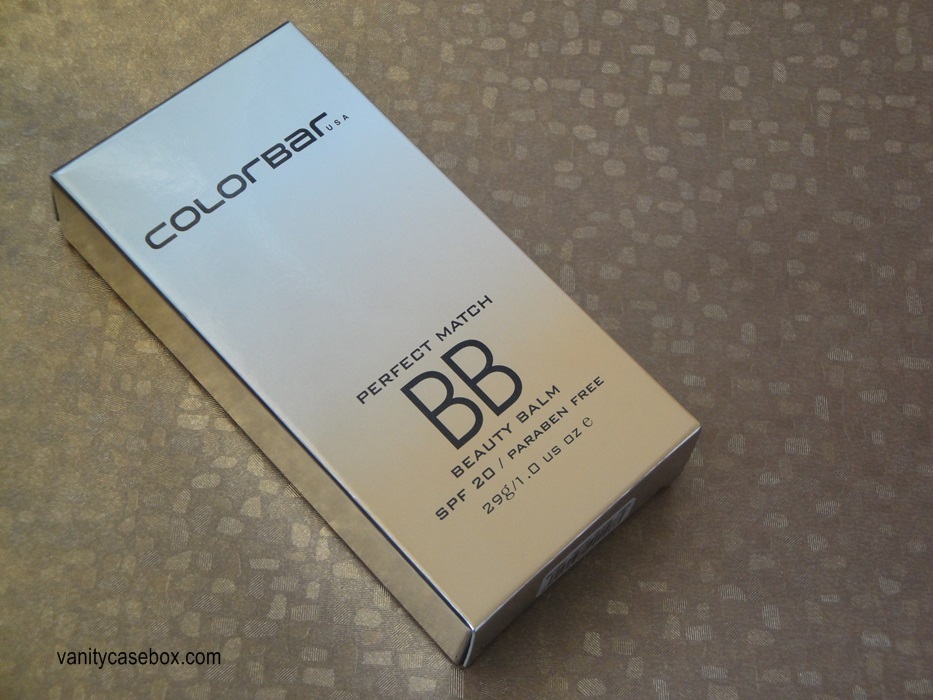 COLORBAR USA
PERFECT MATCH
BB
BEAUTY BALM
SPF 20 / PARABEN FREE
29g/1.0 US OZ ℮
vanitycasebox.com